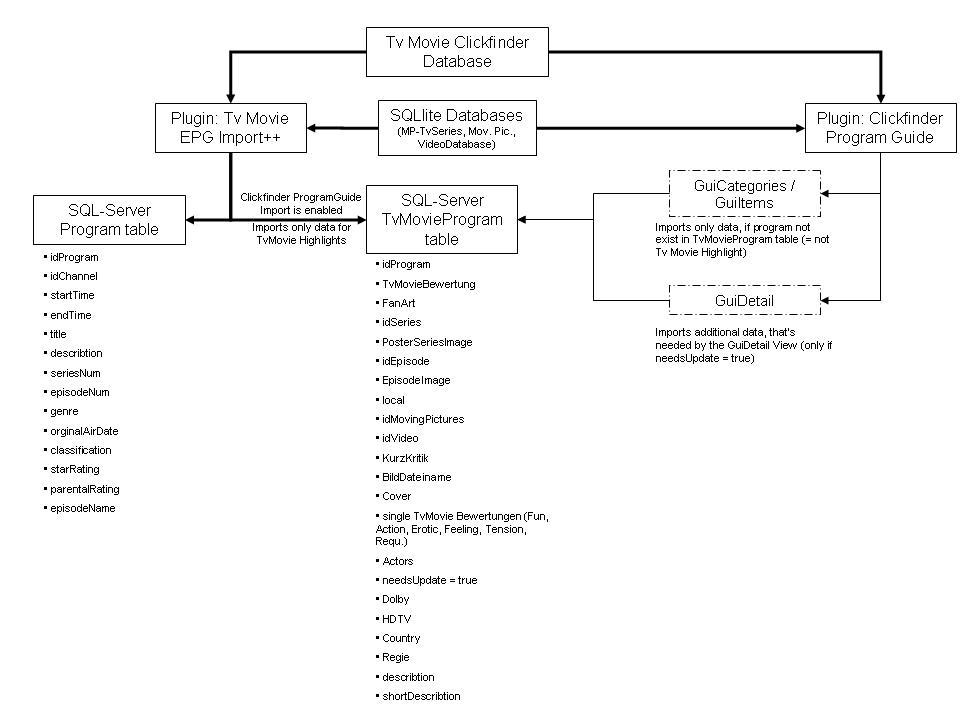 Tv Movie Clickfinder
Database
Plugin: Tv Movie
EPG Import++
SQLlite Databases
(MP-TvSeries, Mov. Pic.,
VideoDatabase)
Plugin: Clickfinder
Program Guide
SQL-Server
Program table
Clickfinder ProgramGuide
Import is enabled
Imports only data for
TvMovie Highlights
SQL-Server
TvMovieProgram
table
GuiCategories /
GuiItems
Imports only data, if program not
exist in TvMovieProgram table (= not
Tv Movie Highlight)
GuiDetail
Imports additional data, that's
needed by the GuiDetail View (only if
needsUpdate = true)
• idProgram
• idChannel
• startTime
• endTime
• title
• describtion
• seriesNum
• episodeNum
• genre
• orginalAirDate
• classification
• starRating
• parentalRating
• episodeName
• idProgram
• TvMovieBewertung
• FanArt
• idSeries
• PosterSeriesImage
• idEpisode
• EpisodeImage
• local
• idMovingPictures
• idVideo
• KurzKritik
• BildDateiname
• Cover
• single TvMovie Bewertungen (Fun,
Action, Erotic, Feeling, Tension,
Requ.)
• Actors
• needsUpdate = true
• Dolby
• HDTV
• Country
• Regie
• describtion
• shortDescribtion